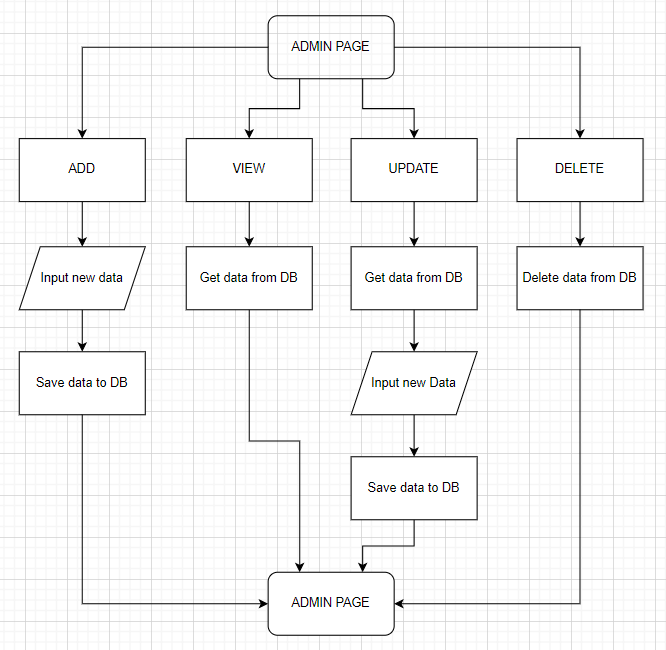 ADMIN PAGE
ADD
VIEW
UPDATE
DELETE
Input new data
Get data from DB
Get data from DB
Delete data from DB
Save data to DB
Input new Data
Save data to DB
ADMIN PAGE